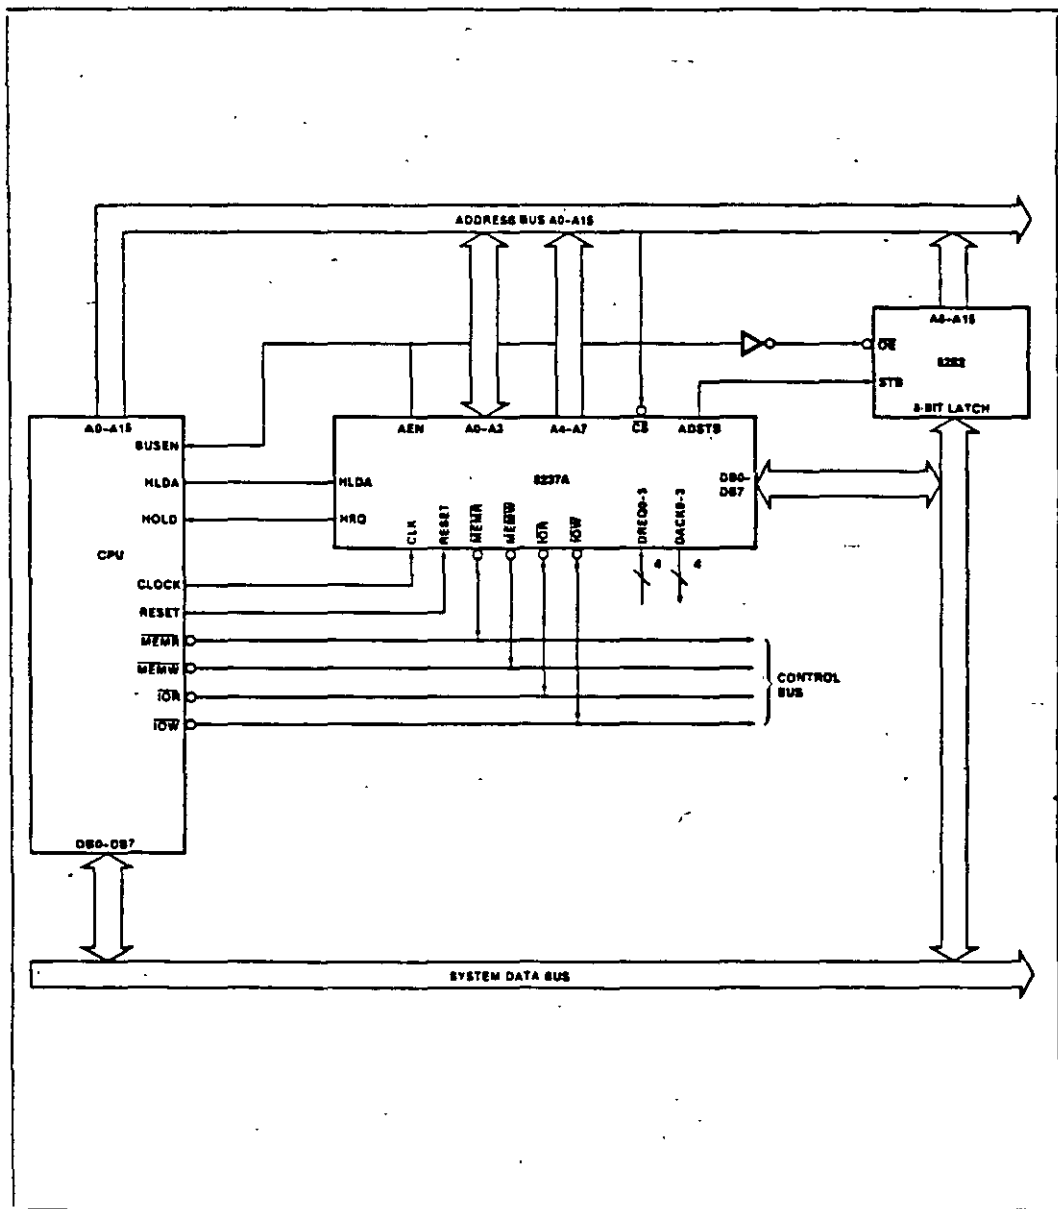 ADDRESS BUS A0-A15
A8-A15
OE
8282
STB
8-BIT LATCH
A0-A15
BUSEN
HLDA
HOLD
CPU
CLOCK
RESET
MEMR
MEMW
IOR
IOW
DB0-DB7
AEN
A0-A3
A4-A7
CS
ADSTB
HLDA
8237A
DB0-
DB7
HRQ
CLK
RESET
MEMR
MEMW
IOR
IOW
DREQ0-3
DACK0-3
4
4
CONTROL
BUS
SYSTEM DATA BUS